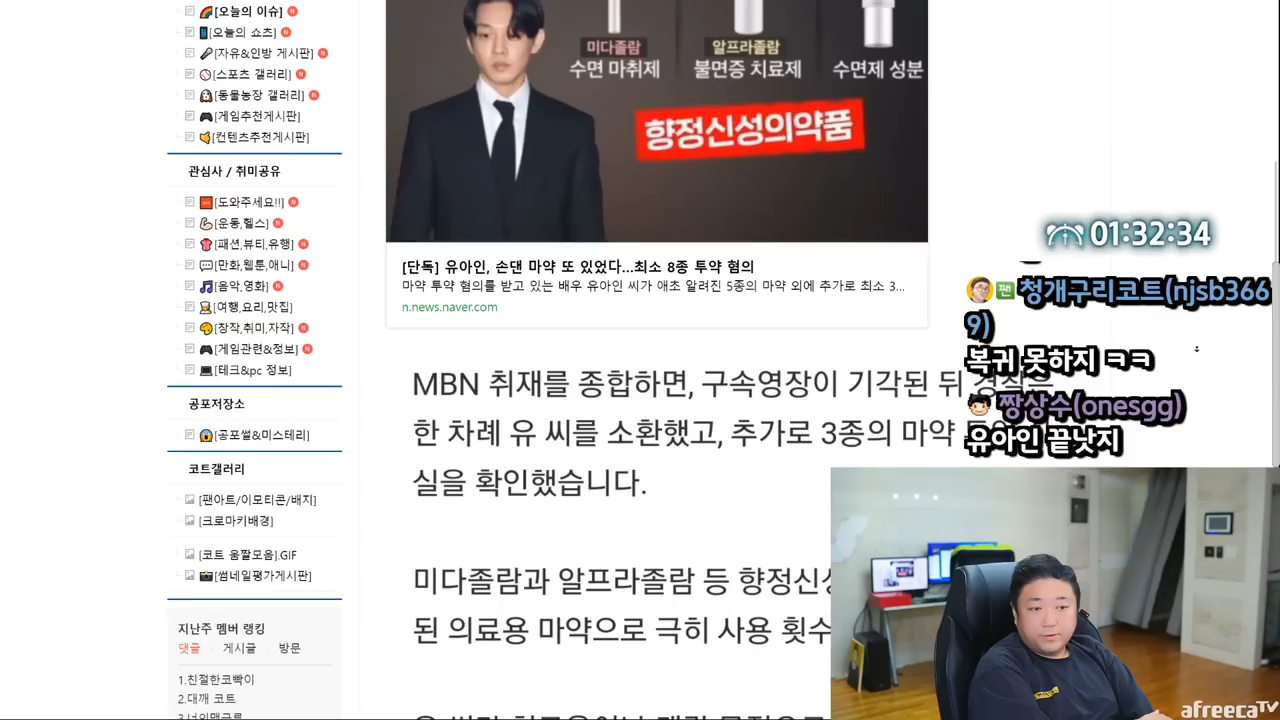 🌈[오늘의 이슈] N
📱[오늘의 쇼츠] N
🎤[자유&인방 게시판] N
⚾[스포츠 갤러리] N
🐶[동물농장 갤러리] N
🎮[게임추천게시판]
🤙[컨텐츠추천게시판]
관심사 / 취미공유
[도와주세요!!] N
💪[운동,헬스] N
👚[패션,뷰티,유행] N
💬[만화,웹툰,애니] N
🎵[음악,영화] N
[여행,요리,맛집]
🎨[창작,취미,자작] N
🎮[게임관련&정보] N
💻[테크&pc 정보]
공포저장소
😱[공포썰&미스테리]
코트갤러리
[팬아트/이모티콘/배지]
[크로마키배경]
[코트 움짤모음].GIF
📸[썸네일평가게시판]
지난주 멤버 랭킹
댓글 게시글 방문
1.친절한코빡이
2.대깨 코트
미다졸람
수면 마취제
알프라졸람
불면증 치료제
수면제 성분
향정신성의약품
[단독] 유아인, 손댄 마약 또 있었다...최소 8종 투약 혐의
마약 투약 혐의를 받고 있는 배우 유아인 씨가 애초 알려진 5종의 마약 외에 추가로 최소 3...
n.news.naver.com
MBN 취재를 종합하면, 구속영장이 기각된 뒤
한 차례 유 씨를 소환했고, 추가로 3종의 마약
실을 확인했습니다.
미다졸람과 알프라졸람 등
된 의료용 마약으로 극히 사용 횟수
01:32:34
팬 청개구리코트(njsb366
9)
복귀 못하지 ㅋㅋ
짱상수(onesgg)
유아인 끝낫지
afreecaTV